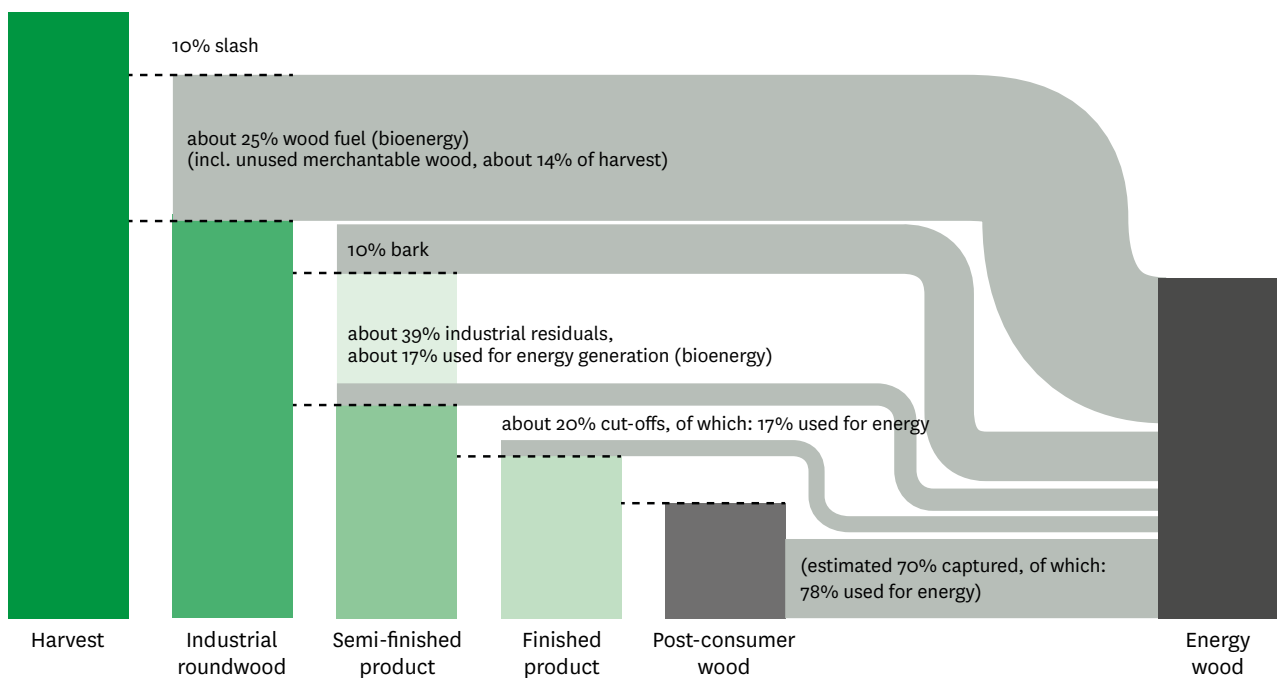 10% slash
about 25% wood fuel (bioenergy)
(incl. unused merchantable wood, about 14% of harvest)
10% bark
about 39% industrial residuals,
about 17% used for energy generation (bioenergy)
about 20% cut-offs, of which: 17% used for energy
(estimated 70% captured, of which:
78% used for energy)
Harvest
Industrial
roundwood
Semi-finished
product
Finished
product
Post-consumer
wood
Energy
wood